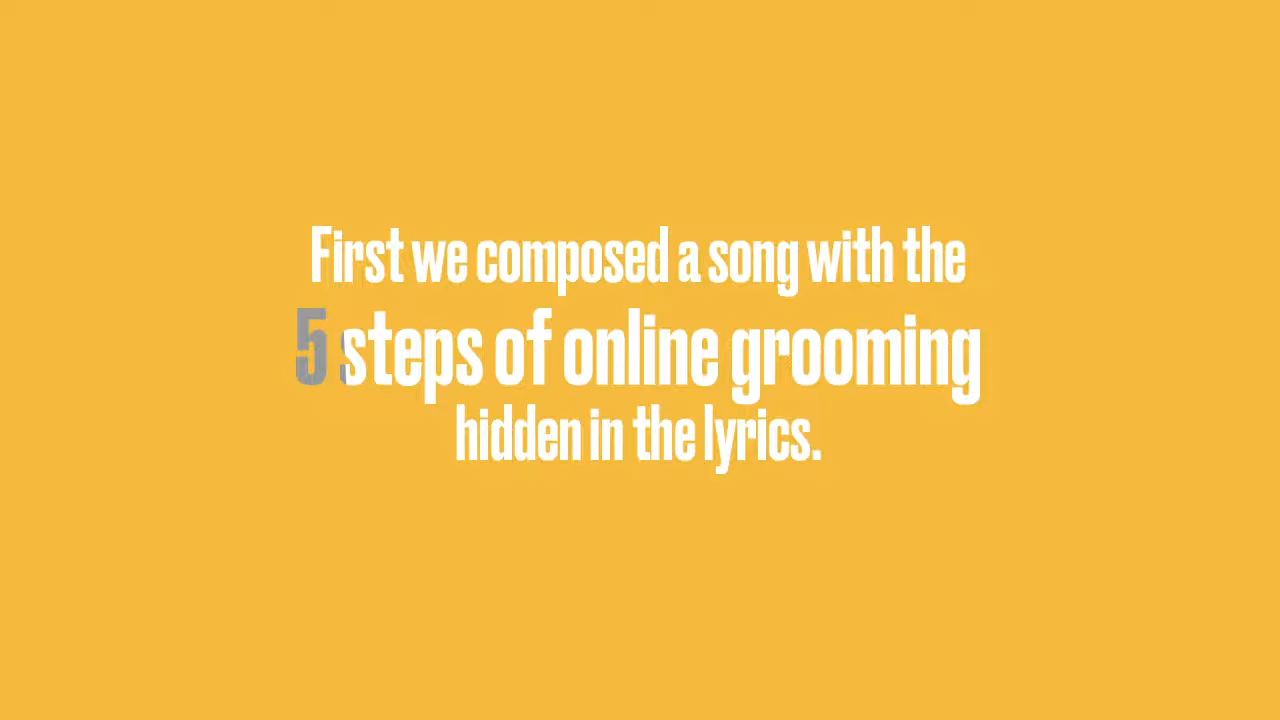 First we composed a song with the
5 steps of online grooming
hidden in the lyrics.